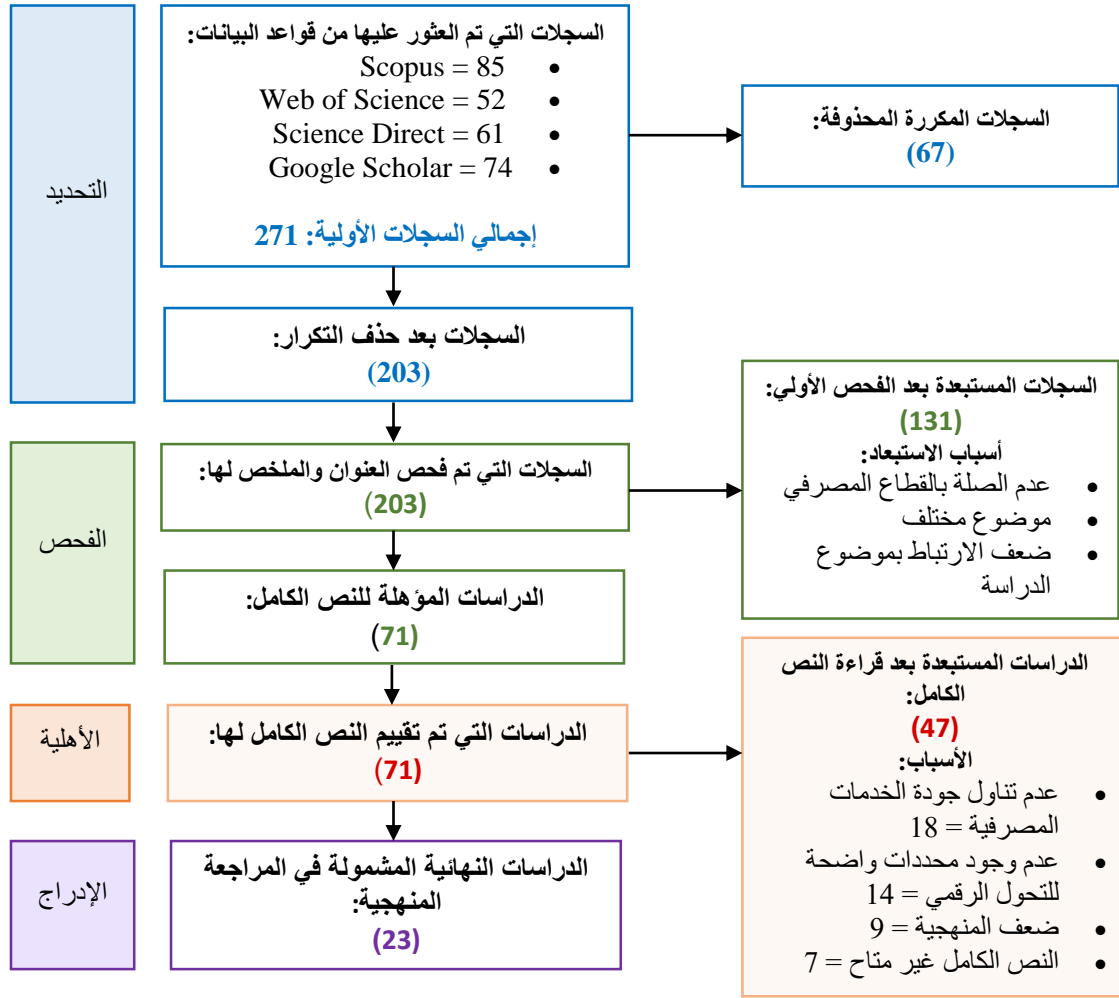 التحديد
السجلات التي تم العثور عليها من قواعد البيانات:
• Scopus = 85
• Web of Science = 52
• Science Direct = 61
• Google Scholar = 74
إجمالي السجلات الأولية: 271
السجلات المكررة المحذوفة:
(67)
السجلات بعد حذف التكرار:
(203)
الفحص
السجلات التي تم فحص العنوان والملخص لها:
(203)
السجلات المستبعدة بعد الفحص الأولي:
(131)
أسباب الاستبعاد:
• عدم الصلة بالقطاع المصرفي
• موضوع مختلف
• ضعف الارتباط بموضوع
الدراسة
الدراسات المؤهلة للنص الكامل:
(71)
الأهلية
الدراسات التي تم تقييم النص الكامل لها:
(71)
الدراسات المستبعدة بعد قراءة النص
الكامل:
(47)
الأسباب:
• عدم تناول جودة الخدمات
المصرفية = 18
• عدم وجود محددات واضحة
للتحول الرقمي = 14
• ضعف المنهجية = 9
• النص الكامل غير متاح = 7
الإدراج
الدراسات النهائية المشمولة في المراجعة
المنهجية:
(23)